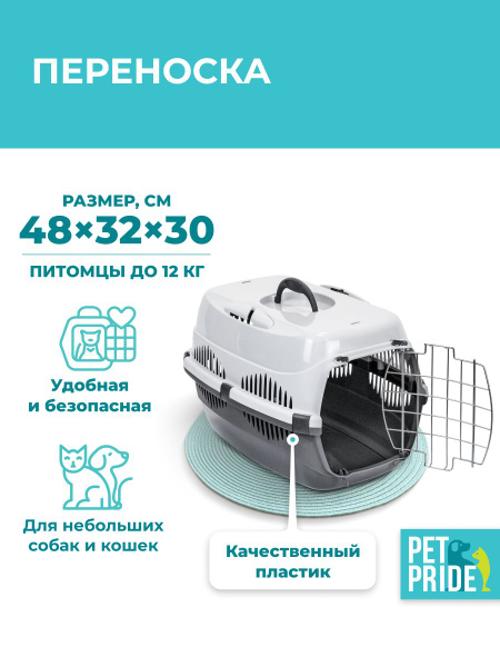 ПЕРЕНОСКА
РАЗМЕР, СМ
48×32×30
ПИТОМЦЫ ДО 12 КГ
Удобная
и безопасная
Для небольших
собак и кошек
Качественный
пластик
PET
PRIDE